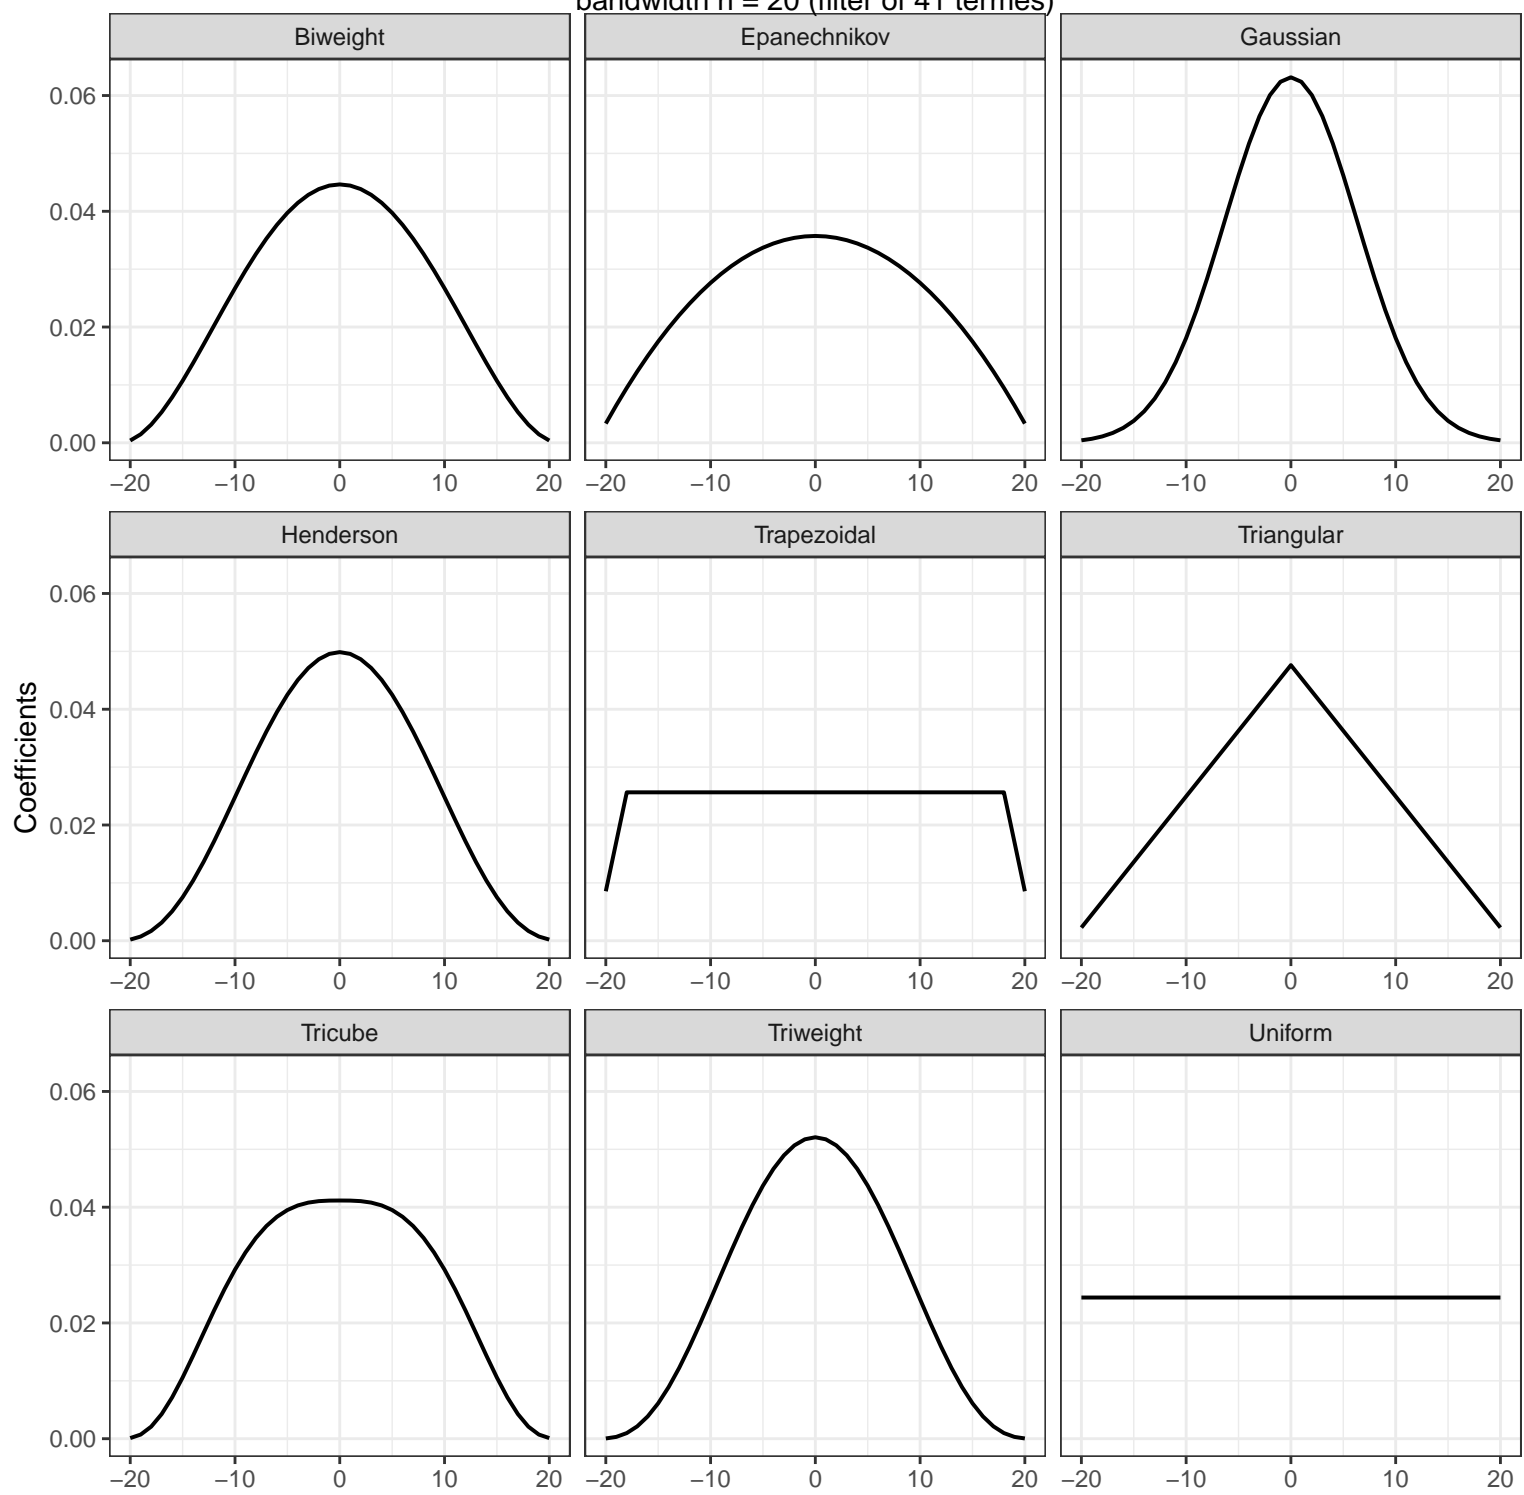 bandwidth h = 20 (filter of 41 termes)
Biweight Epanechnikov Gaussian
0.06
0.04
0.02
0.00
−20 −10 0 10 20 −20 −10 0 10 20 −20 −10 0 10 20
Henderson Trapezoidal Triangular
0.06
0.04
0.02
0.00
Coefficients
−20 −10 0 10 20 −20 −10 0 10 20 −20 −10 0 10 20
Tricube Triweight Uniform
0.06
0.04
0.02
0.00
−20 −10 0 10 20 −20 −10 0 10 20 −20 −10 0 10 20